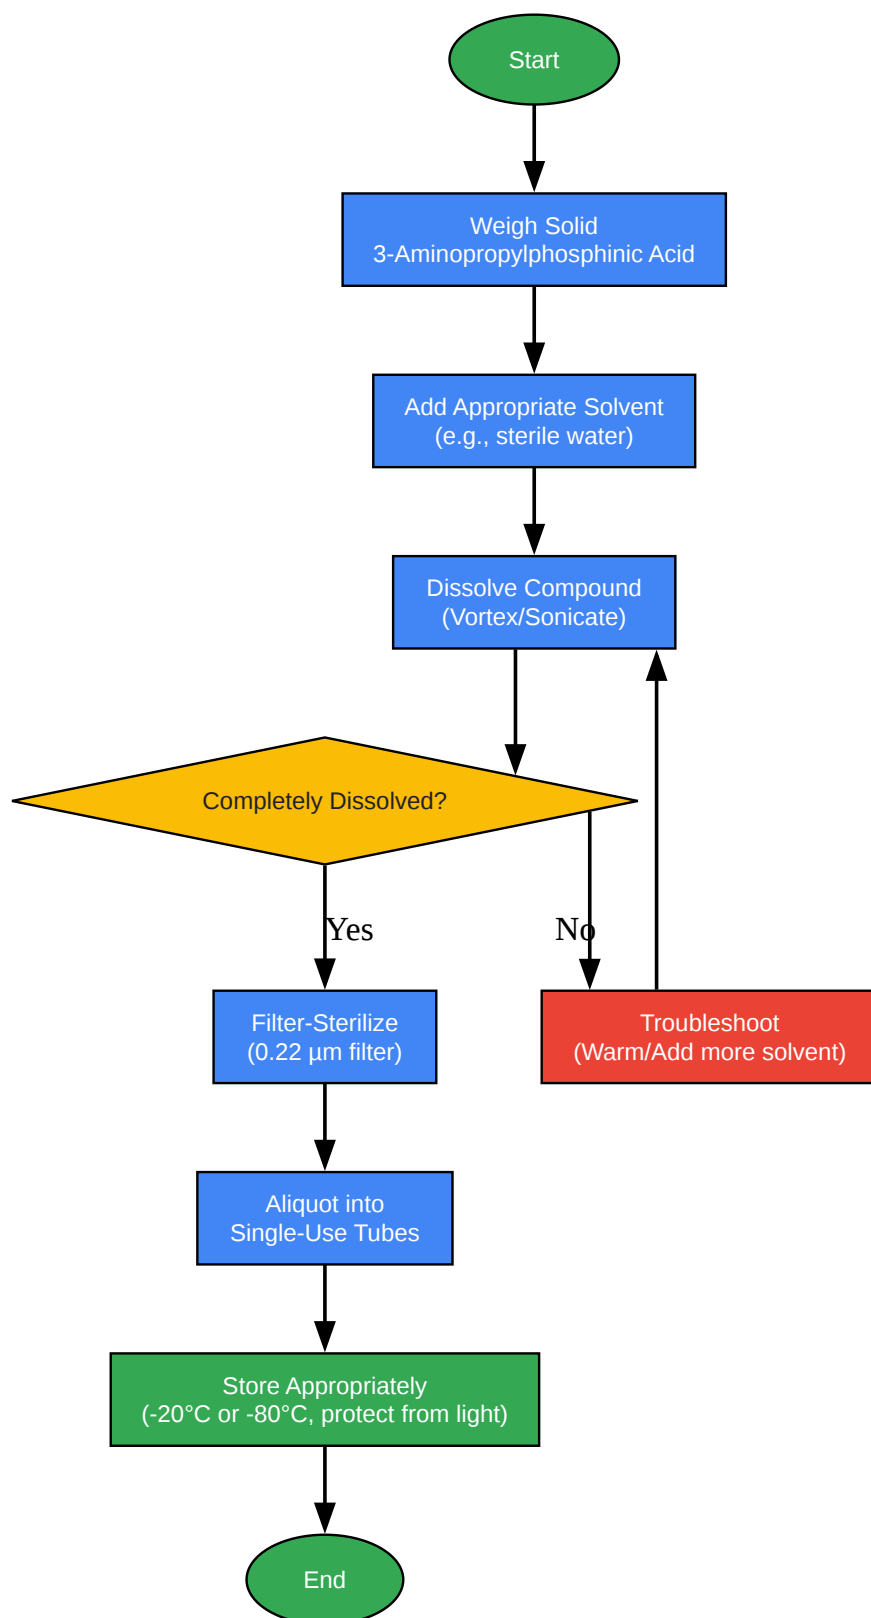 Start
Weigh Solid
3-Aminopropylphosphinic Acid
Add Appropriate Solvent
(e.g., sterile water)
Dissolve Compound
(Vortex/Sonicate)
Completely Dissolved?
Yes
No
Filter-Sterilize
(0.22 µm filter)
Troubleshoot
(Warm/Add more solvent)
Aliquot into
Single-Use Tubes
Store Appropriately
(-20°C or -80°C, protect from light)
End